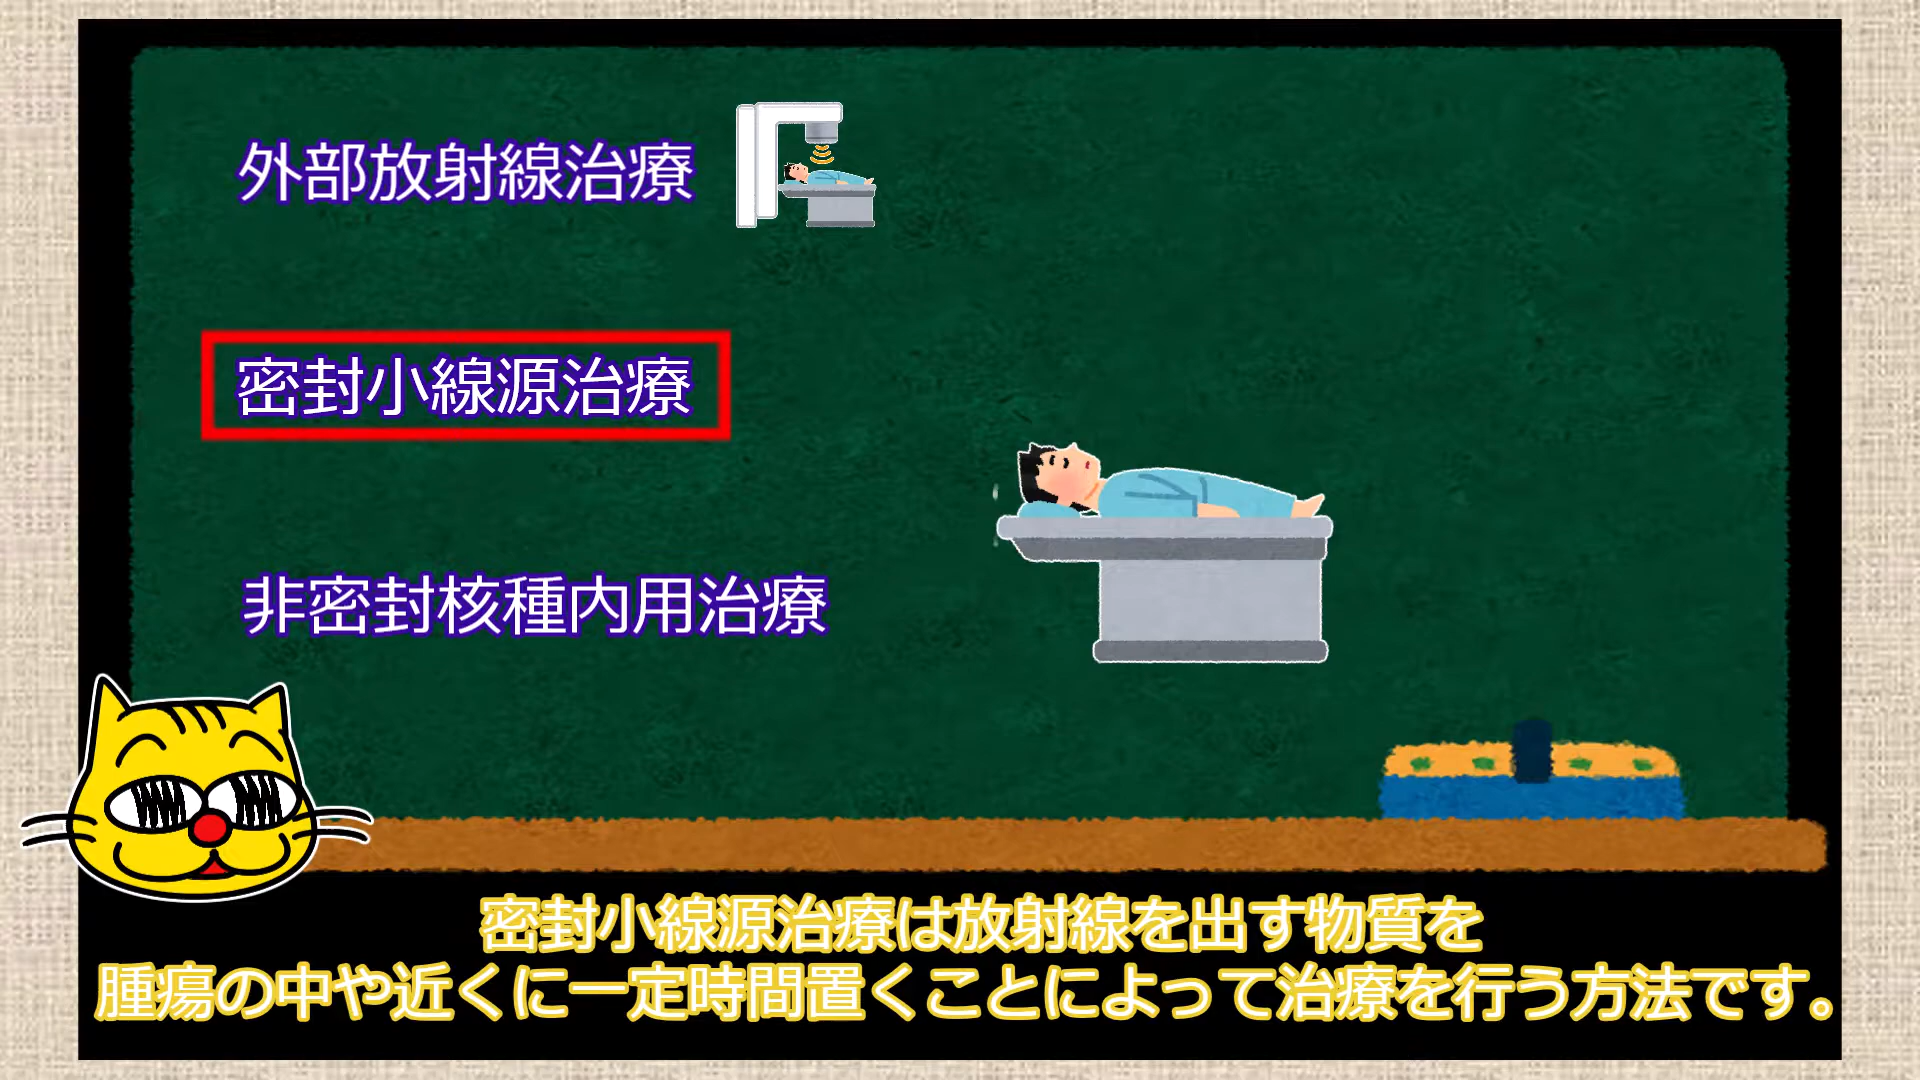 外部放射線治療
密封小線源治療
非密封核種内用治療
密封小線源治療は放射線を出す物質を
腫瘍の中や近くに一定時間置くことによって治療を行う方法です。